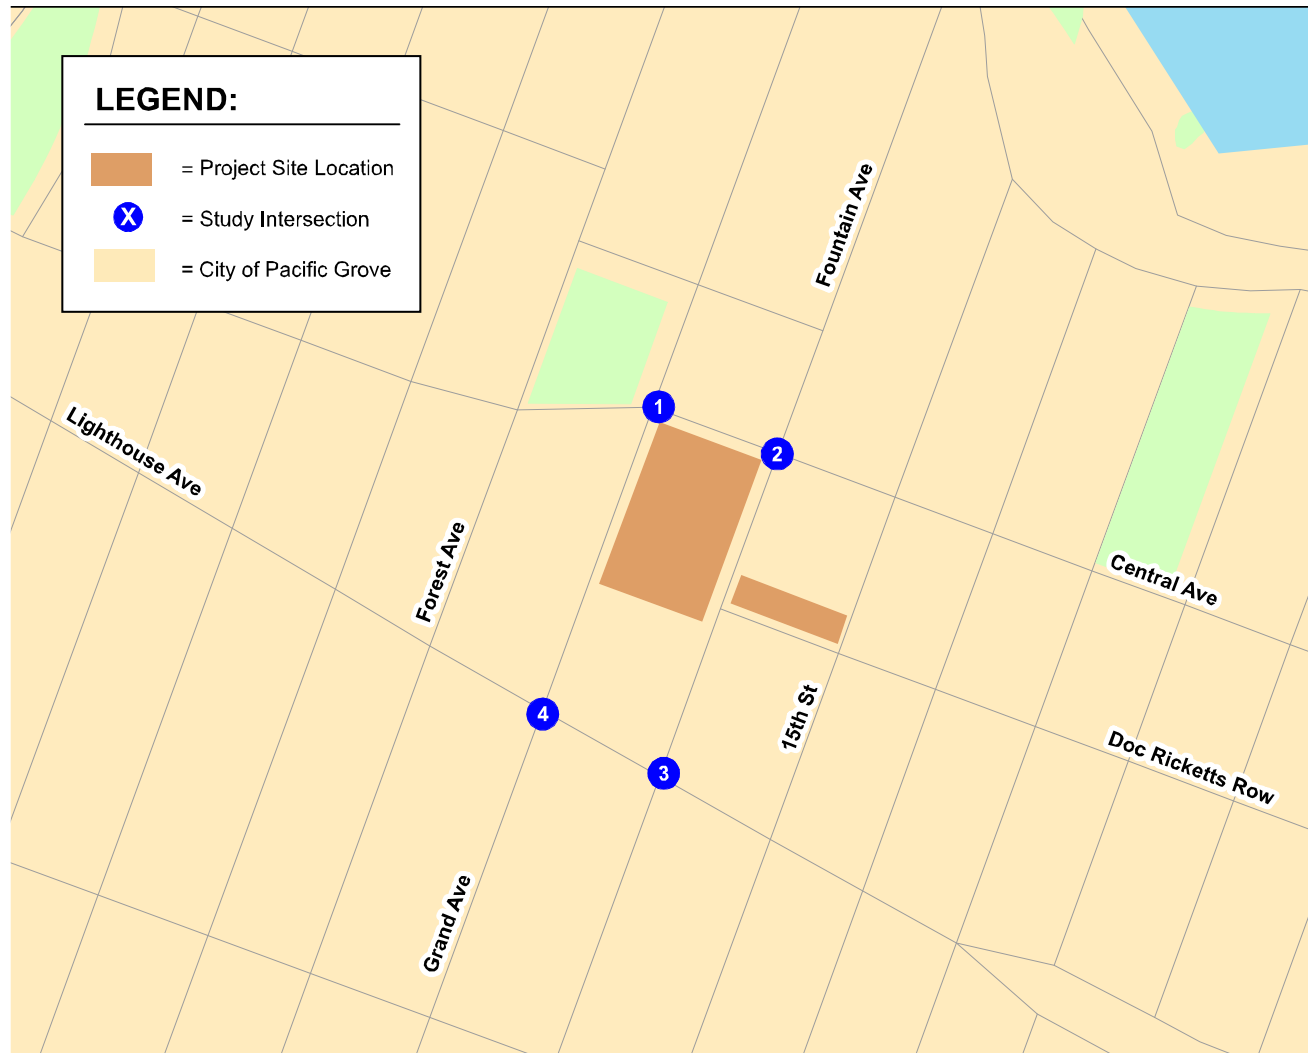 LEGEND:
= Project Site Location
X
= Study Intersection
= City of Pacific Grove
Fountain Ave
1
2
Lighthouse Ave
Forest Ave
Central Ave
4
15th St
3
Doc Ricketts Row
Grand Ave